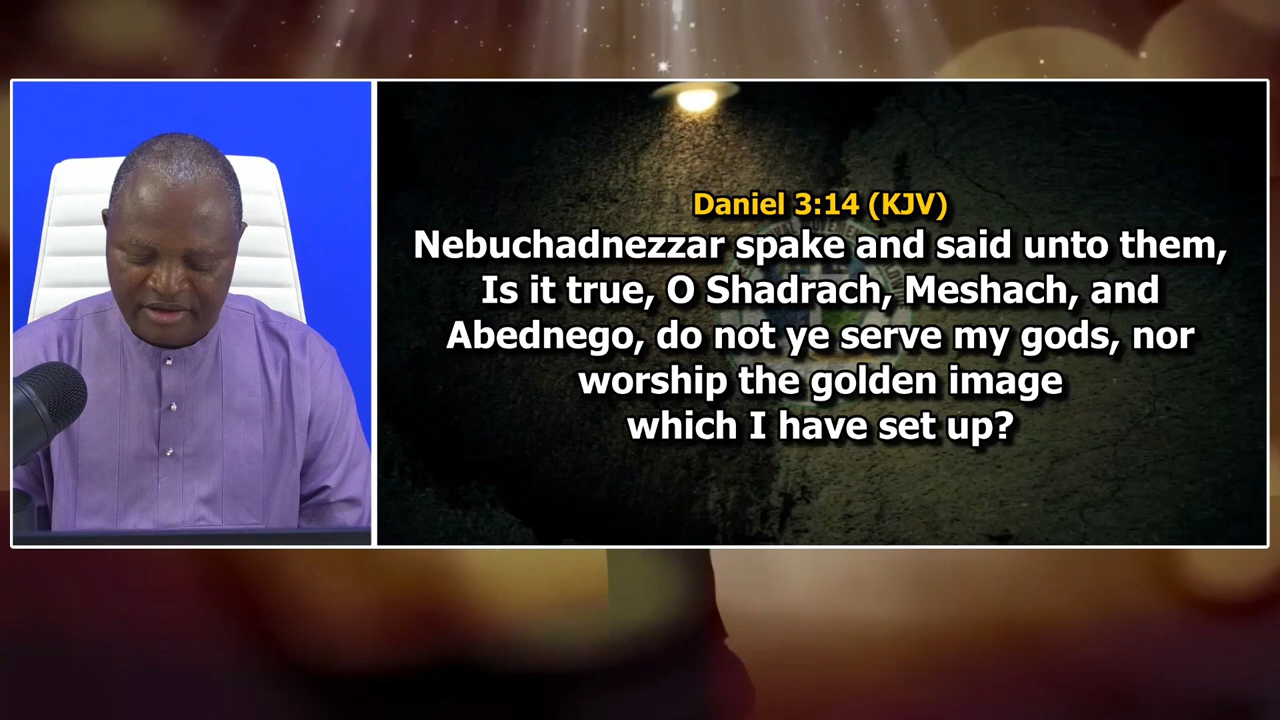 Daniel 3:14 (KJV)
Nebuchadnezzar spake and said unto them,
Is it true, O Shadrach, Meshach, and
Abednego, do not ye serve my gods, nor
worship the golden image
which I have set up?